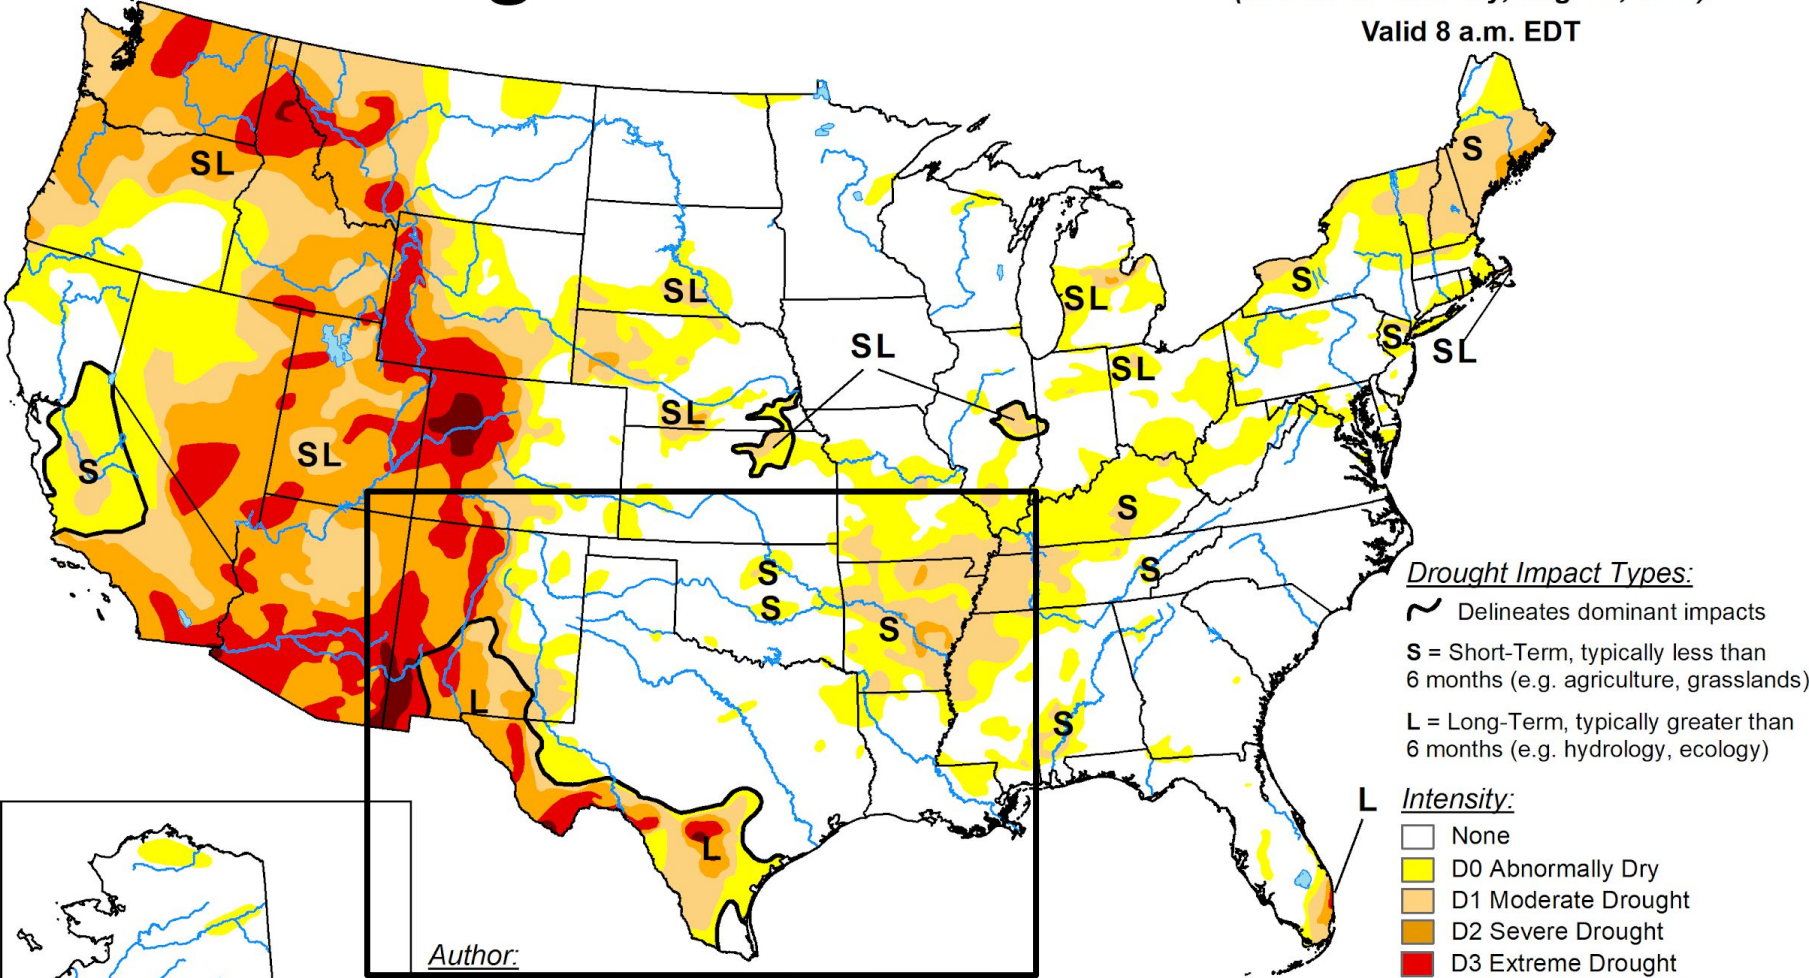 Valid 8 a.m. EDT
S
SL
S
SL
SL
S
SL
S
SL
SL
SL
SL
S
S
S
S
S
S
S
L
L
L
Drought Impact Types:
Delineates dominant impacts
S = Short-Term, typically less than
6 months (e.g. agriculture, grasslands)
L = Long-Term, typically greater than
6 months (e.g. hydrology, ecology)
Intensity:
None
D0 Abnormally Dry
D1 Moderate Drought
D2 Severe Drought
D3 Extreme Drought
Author: